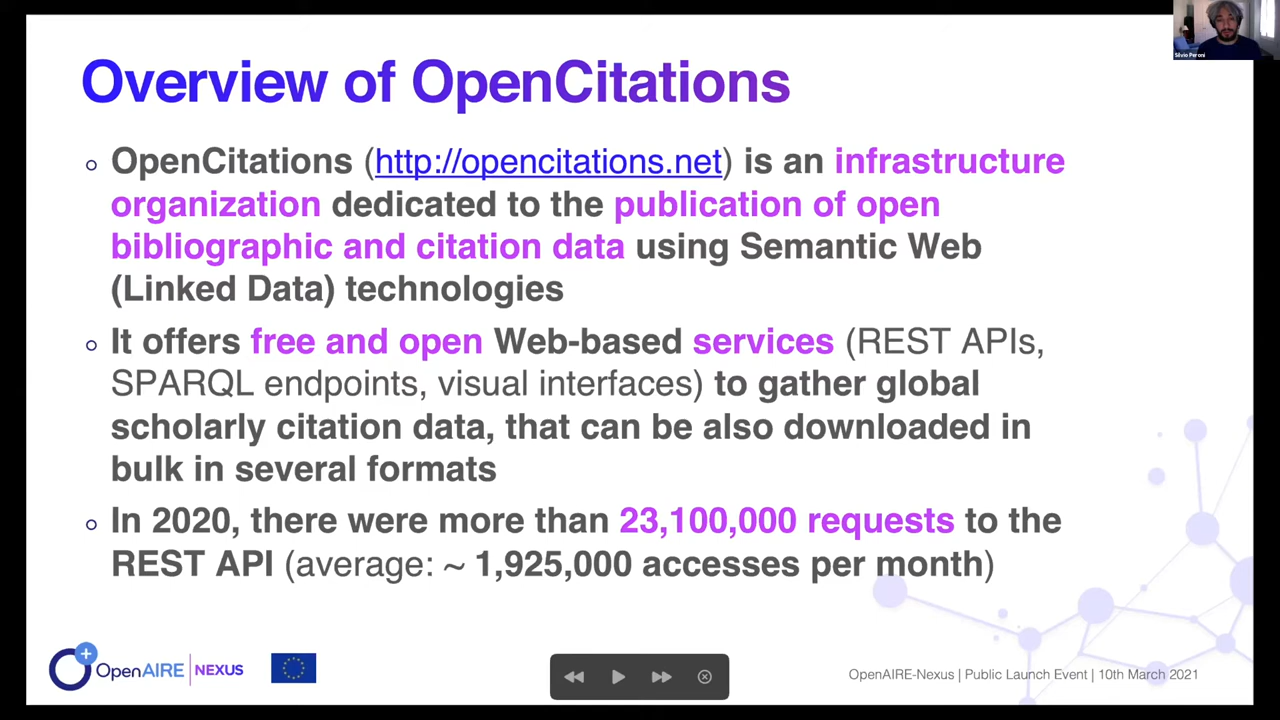 Overview of OpenCitations
Silvio Peroni
OpenCitations (http://opencitations.net) is an infrastructure
organization dedicated to the publication of open
bibliographic and citation data using Semantic Web
(Linked Data) technologies
It offers free and open Web-based services (REST APIs,
SPARQL endpoints, visual interfaces) to gather global
scholarly citation data, that can be also downloaded in
bulk in several formats
In 2020, there were more than 23,100,000 requests to the
REST API (average: ~ 1,925,000 accesses per month)
OpenAIRE NEXUS
OpenAIRE-Nexus | Public Launch Event | 10th March 2021